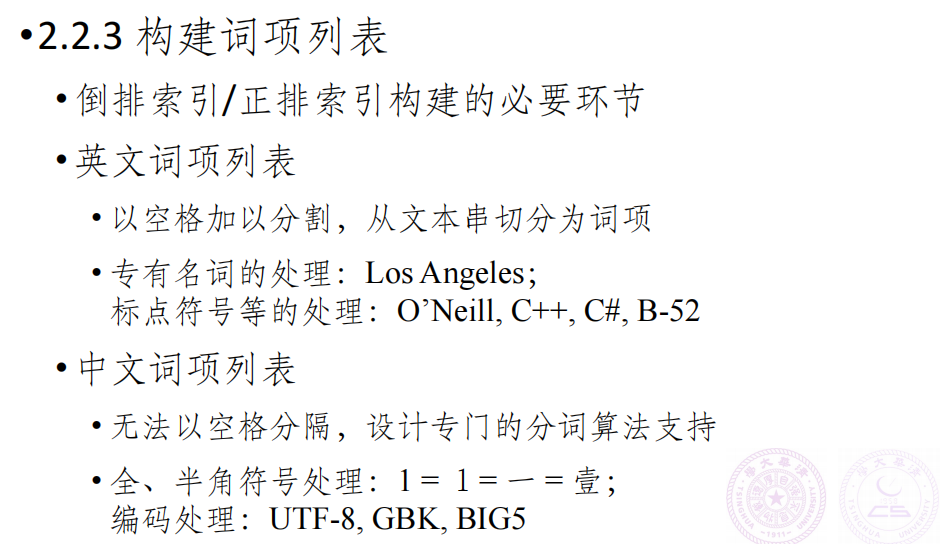 •2.2.3 构建词项列表
• 倒排索引/正排索引构建的必要环节
• 英文词项列表
• 以空格加以分割，从文本串切分为词项
• 专有名词的处理：Los Angeles；
标点符号等的处理：O’Neill, C++, C#, B-52
• 中文词项列表
• 无法以空格分隔，设计专门的分词算法支持
• 全、半角符号处理：1 = １ = 一 = 壹；
编码处理：UTF-8, GBK, BIG5
TSINGHUA UNIVERSITY
-1911-